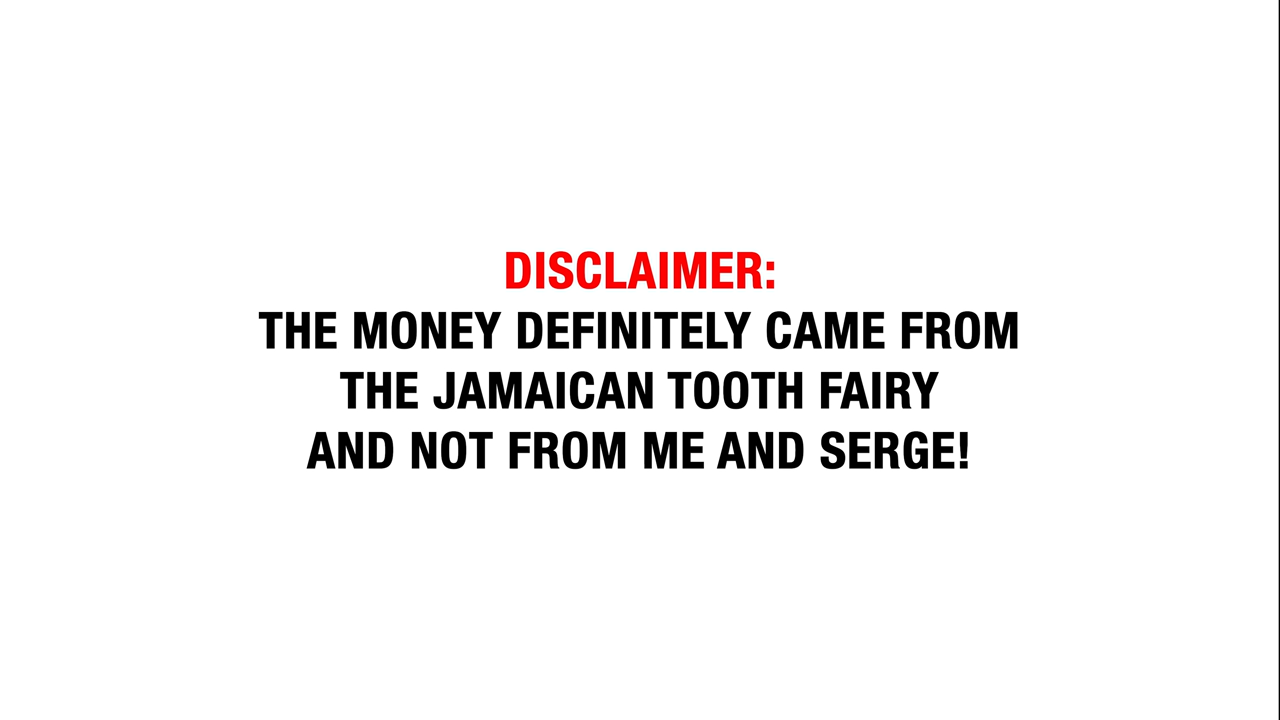 DISCLAIMER:
THE MONEY DEFINITELY CAME FROM
THE JAMAICAN TOOTH FAIRY
AND NOT FROM ME AND SERGE!